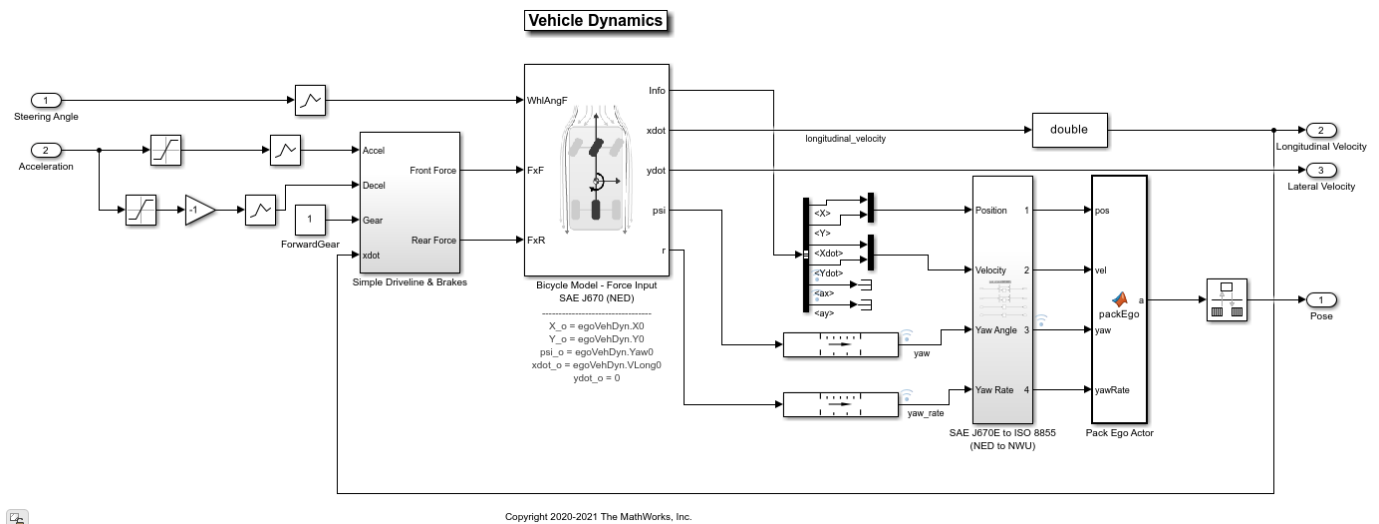 Vehicle Dynamics
1
Steering Angle
2
Acceleration
-1
1
ForwardGear
Accel
Decel
Gear
xdot
Front Force
Rear Force
Simple Driveline & Brakes
WhlAngF
FxF
FxR
Info
xdot
ydot
psi
r
Bicycle Model - Force Input
SAE J670 (NED)
--------------------------------
X_o = egoVehDyn.X0
Y_o = egoVehDyn.Y0
psi_o = egoVehDyn.Yaw0
xdot_o = egoVehDyn.VLong0
ydot_o = 0
longitudinal_velocity
double
2
Longitudinal Velocity
3
Lateral Velocity
<X>
<Y>
<Xdot>
<Ydot>
<ax>
<ay>
yaw
yaw_rate
Position 1
Velocity 2
Yaw Angle 3
Yaw Rate 4
SAE J670E to ISO 8855
(NED to NWU)
pos
vel
yaw
yawRate
packEgo
a
Pack Ego Actor
1
Pose
Copyright 2020-2021 The MathWorks, Inc.